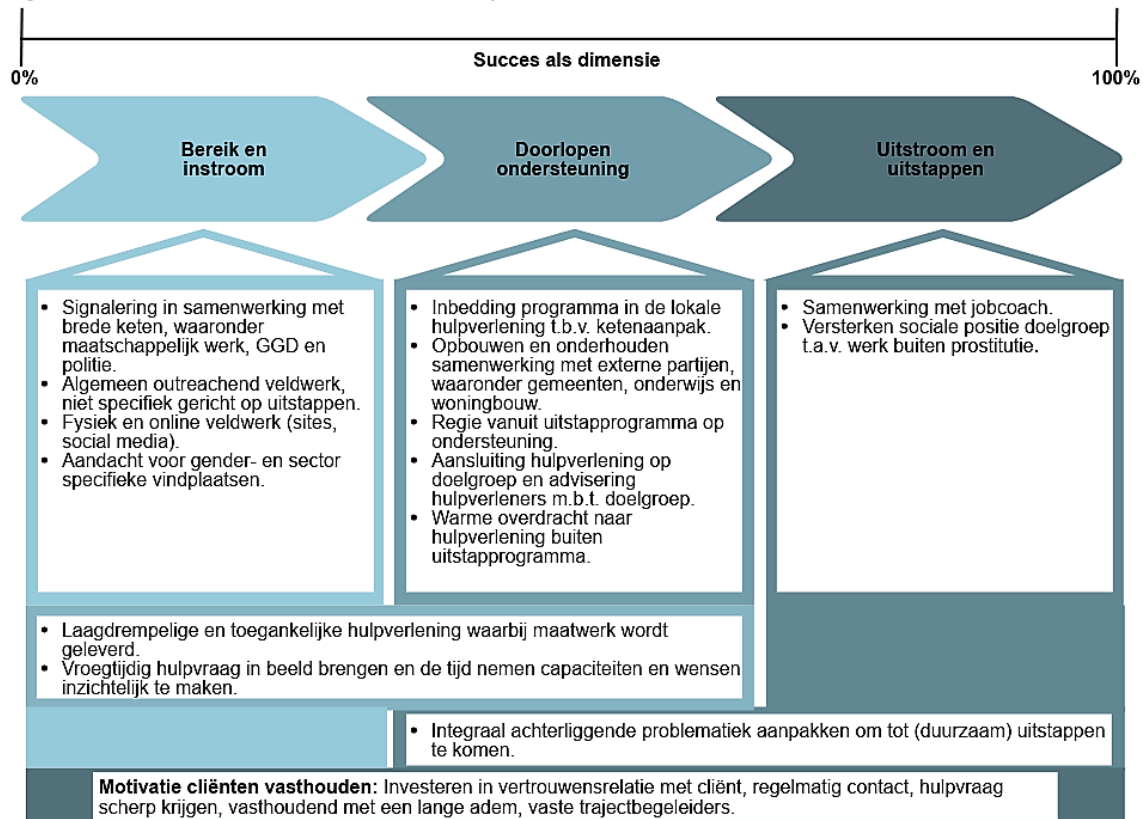 Succes als dimensie
0%
100%
Bereik en
instroom
Doorlopen
ondersteuning
Uitstroom en
uitstappen
• Signalering in samenwerking met
brede keten, waaronder
maatschappelijk werk, GGD en
politie.
• Algemeen outreachend veldwerk,
niet specifiek gericht op uitstappen.
• Fysiek en online veldwerk (sites,
social media).
• Aandacht voor gender- en sector
specifieke vindplaatsen.
• Inbedding programma in de lokale
hulpverlening t.b.v. ketenaanpak.
• Opbouwen en onderhouden
samenwerking met externe partijen,
waaronder gemeenten, onderwijs en
woningbouw.
• Regie vanuit uitstapprogramma op
ondersteuning.
• Aansluiting hulpverlening op
doelgroep en advisering
hulpverleners m.b.t. doelgroep.
• Warme overdracht naar
hulpverlening buiten
uitstapprogramma.
• Samenwerking met jobcoach.
• Versterken sociale positie doelgroep
t.a.v. werk buiten prostitutie.
• Laagdrempelige en toegankelijke hulpverlening waarbij maatwerk wordt
geleverd.
• Vroegtijdig hulpvraag in beeld brengen en de tijd nemen capaciteiten en wensen
inzichtelijk te maken.
• Integraal achterliggende problematiek aanpakken om tot (duurzaam) uitstappen
te komen.
Motivatie cliënten vasthouden: Investeren in vertrouwensrelatie met cliënt, regelmatig contact, hulpvraag
scherp krijgen, vasthoudend met een lange adem, vaste trajectbegeleiders.